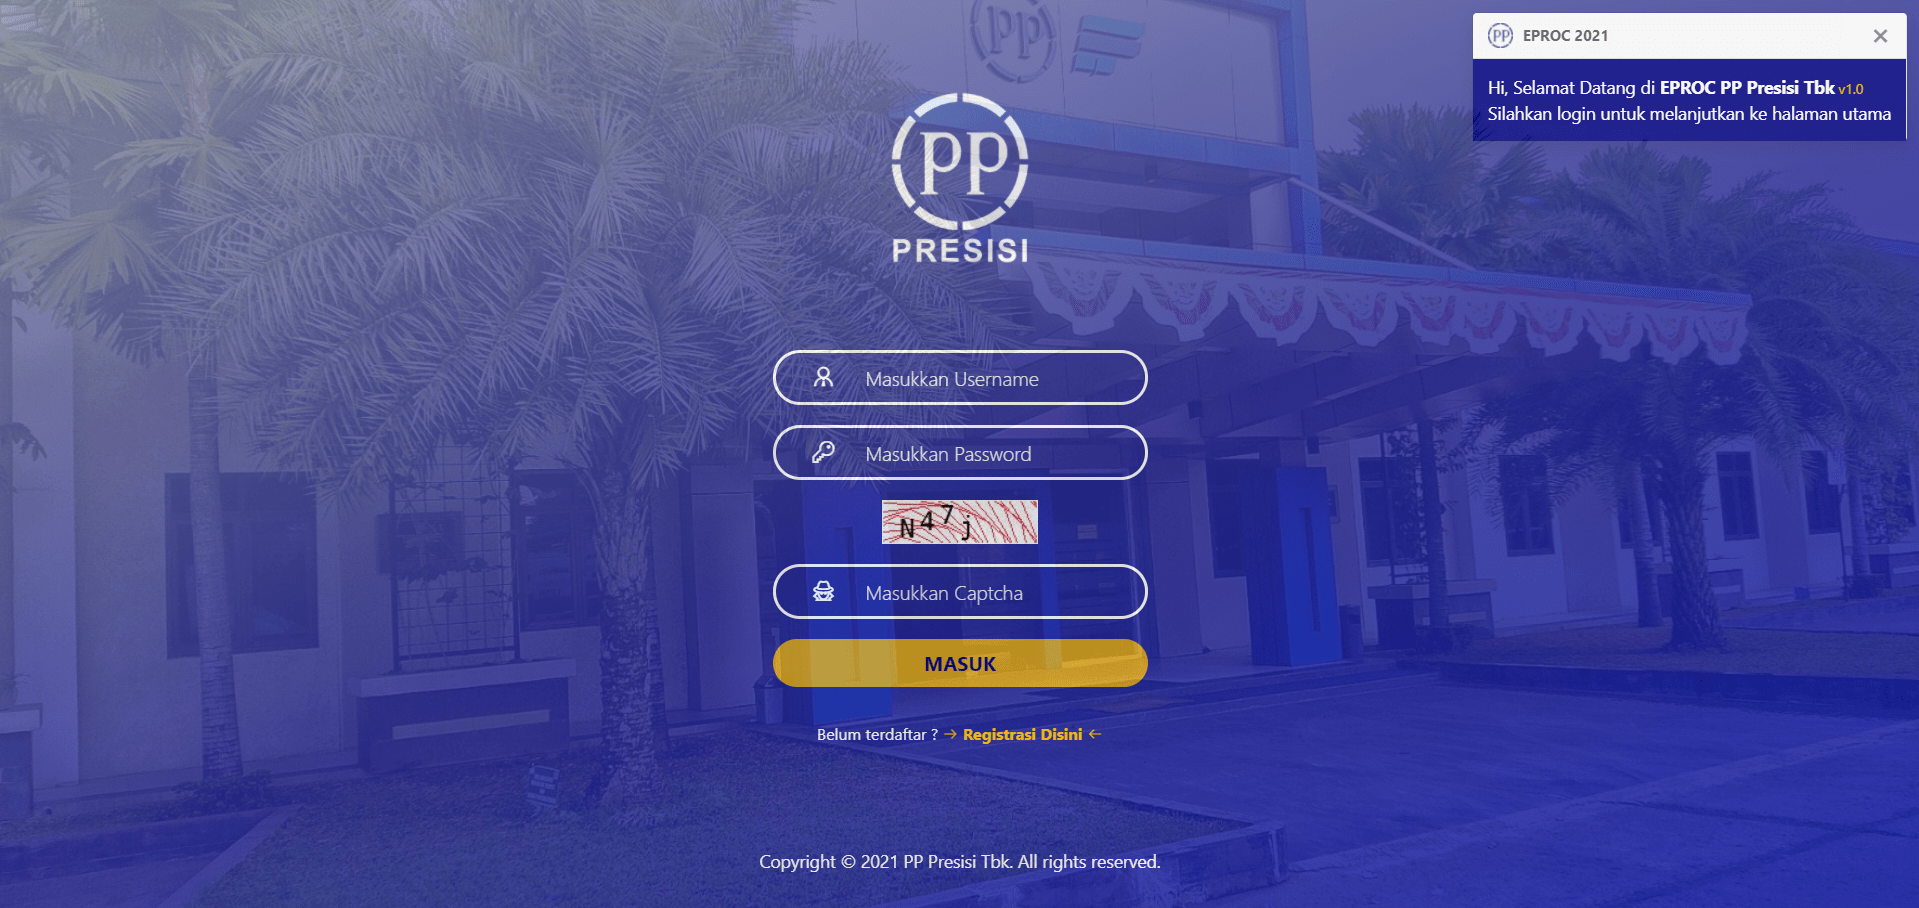 EPROC 2021
Hi, Selamat Datang di EPROC PP Presisi Tbk v1.0
Silahkan login untuk melanjutkan ke halaman utama
PP
PRESISI
Masukkan Username
Masukkan Password
N47j
Masukkan Captcha
MASUK
Belum terdaftar ? → Registrasi Disini ←
Copyright © 2021 PP Presisi Tbk. All rights reserved.